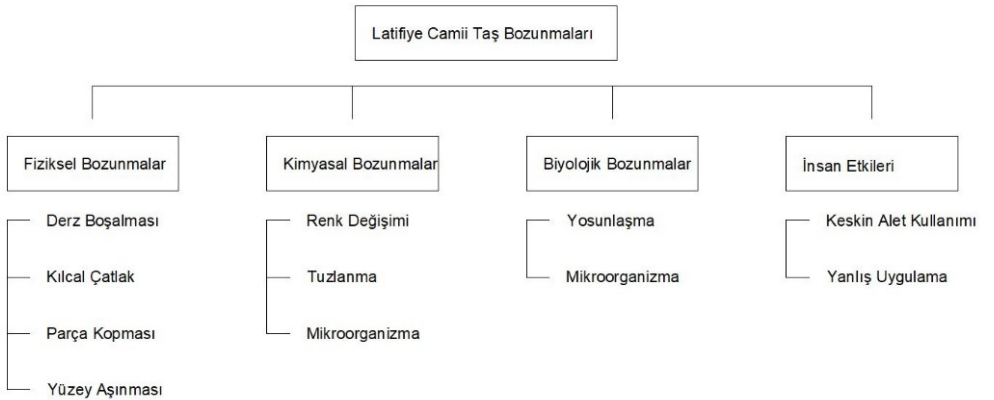 Latifiye Camii Taş Bozunmaları
Fiziksel Bozunmalar
Derz Boşalması
Kılcal Çatlak
Parça Kopması
Yüzey Aşınması
Kimyasal Bozunmalar
Renk Değişimi
Tuzlanma
Mikroorganizma
Biyolojik Bozunmalar
Yosunlaşma
Mikroorganizma
İnsan Etkileri
Keskin Alet Kullanımı
Yanlış Uygulama